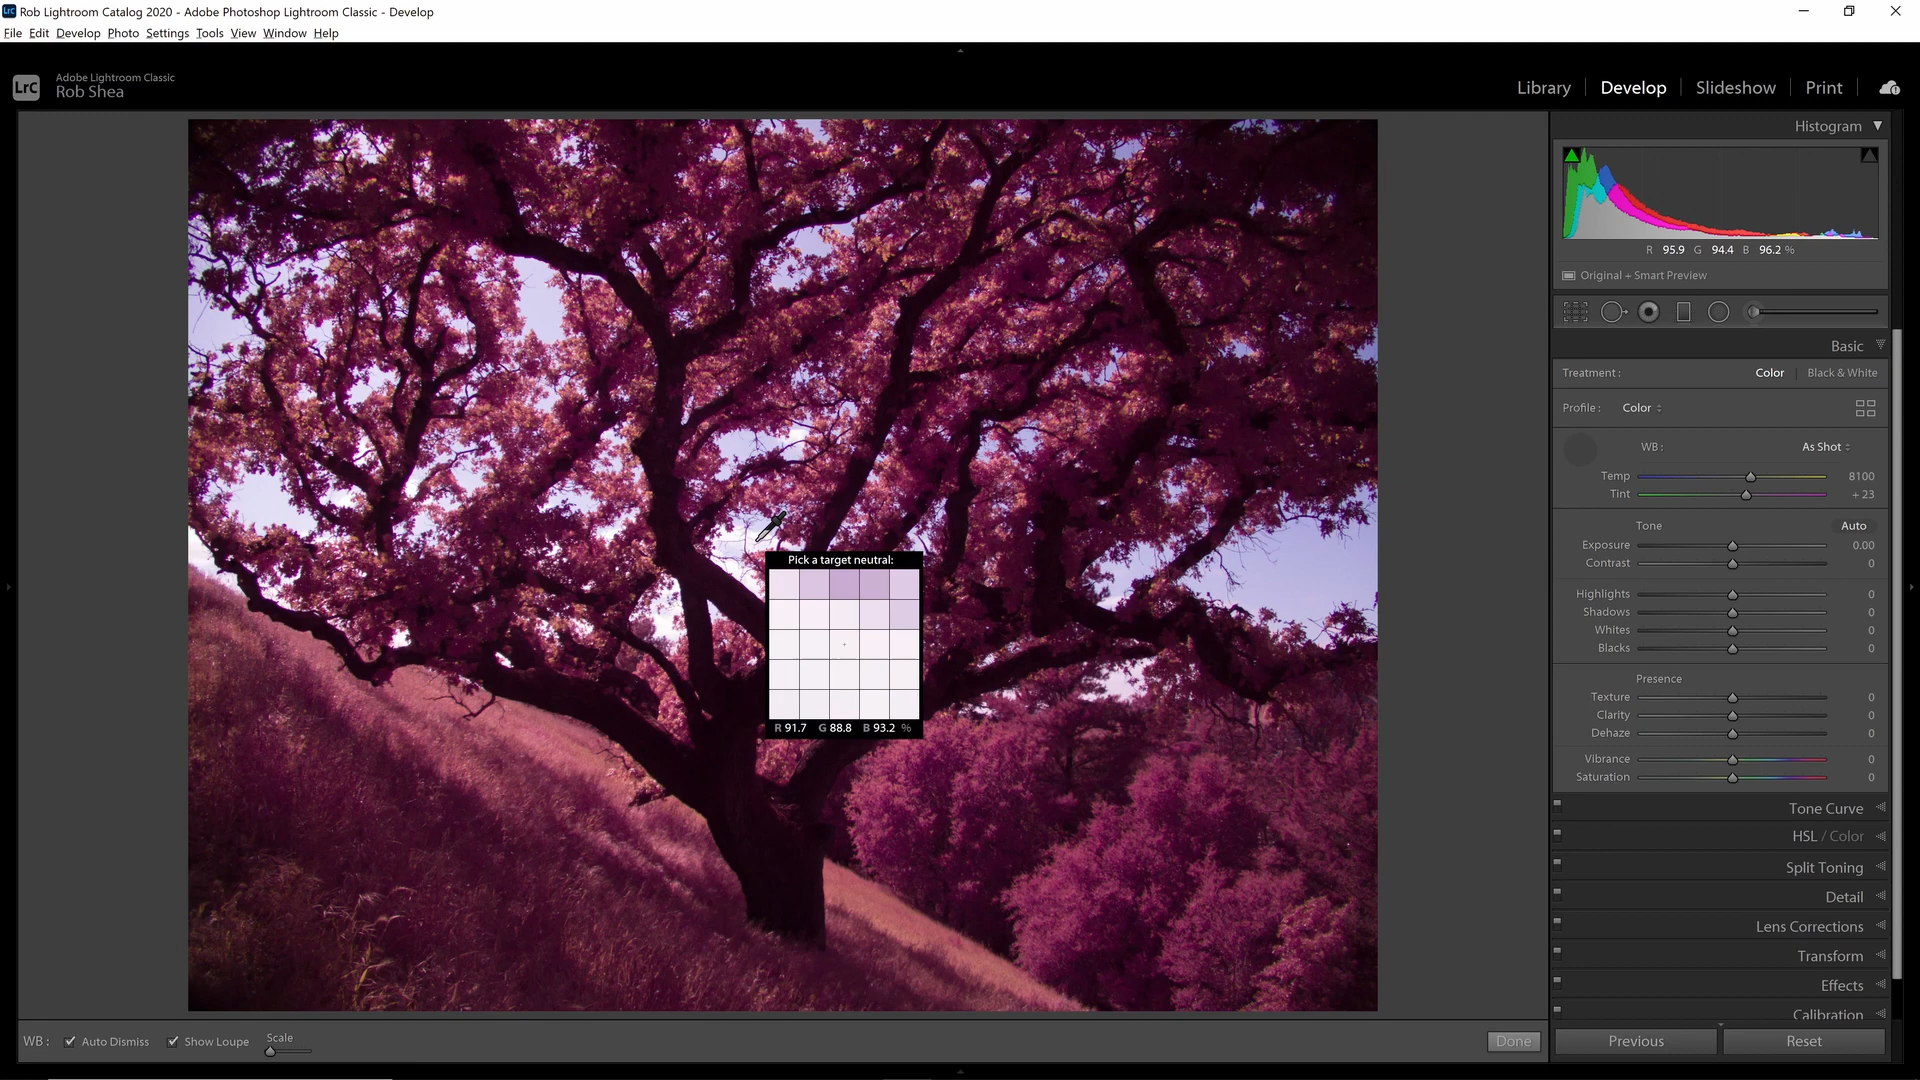 Lrc Rob Lightroom Catalog 2020 - Adobe Photoshop Lightroom Classic - Develop
File Edit Develop Photo Settings Tools View Window Help
LrC
Adobe Lightroom Classic
Rob Shea
Library Develop Slideshow Print
Histogram
R 95.9 G 94.4 B 96.2 %
Original + Smart Preview
Basic
Treatment : Color Black & White
Profile : Color
WB : As Shot
Temp 8100
Tint + 23
Tone Auto
Exposure 0.00
Contrast 0
Highlights 0
Shadows 0
Whites 0
Blacks 0
Presence
Texture 0
Clarity 0
Dehaze 0
Vibrance 0
Saturation 0
Tone Curve
HSL / Color
Split Toning
Detail
Lens Corrections
Transform
Effects
Calibration
Previous Reset
Pick a target neutral:
R 91.7 G 88.8 B 93.2 %
WB : Auto Dismiss Show Loupe Scale Done